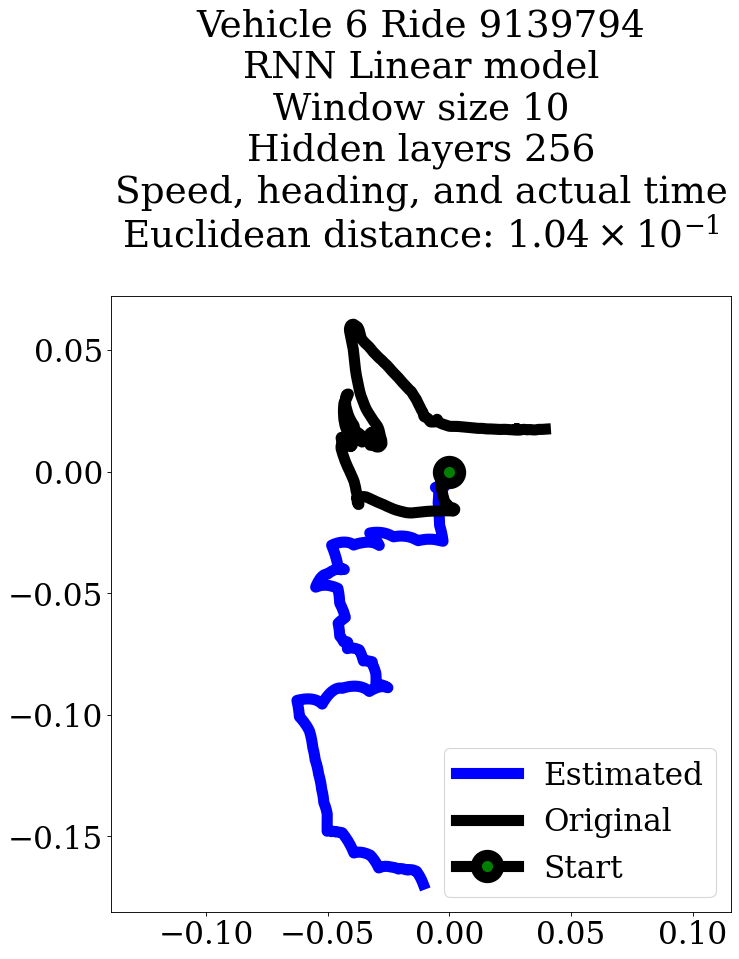 Vehicle 6 Ride 9139794
RNN Linear model
Window size 10
Hidden layers 256
Speed, heading, and actual time
Euclidean distance: 1.04 × 10⁻¹
0.05
0.00
−0.05
−0.10
−0.15
Estimated
Original
Start
−0.10 −0.05 0.00 0.05 0.10